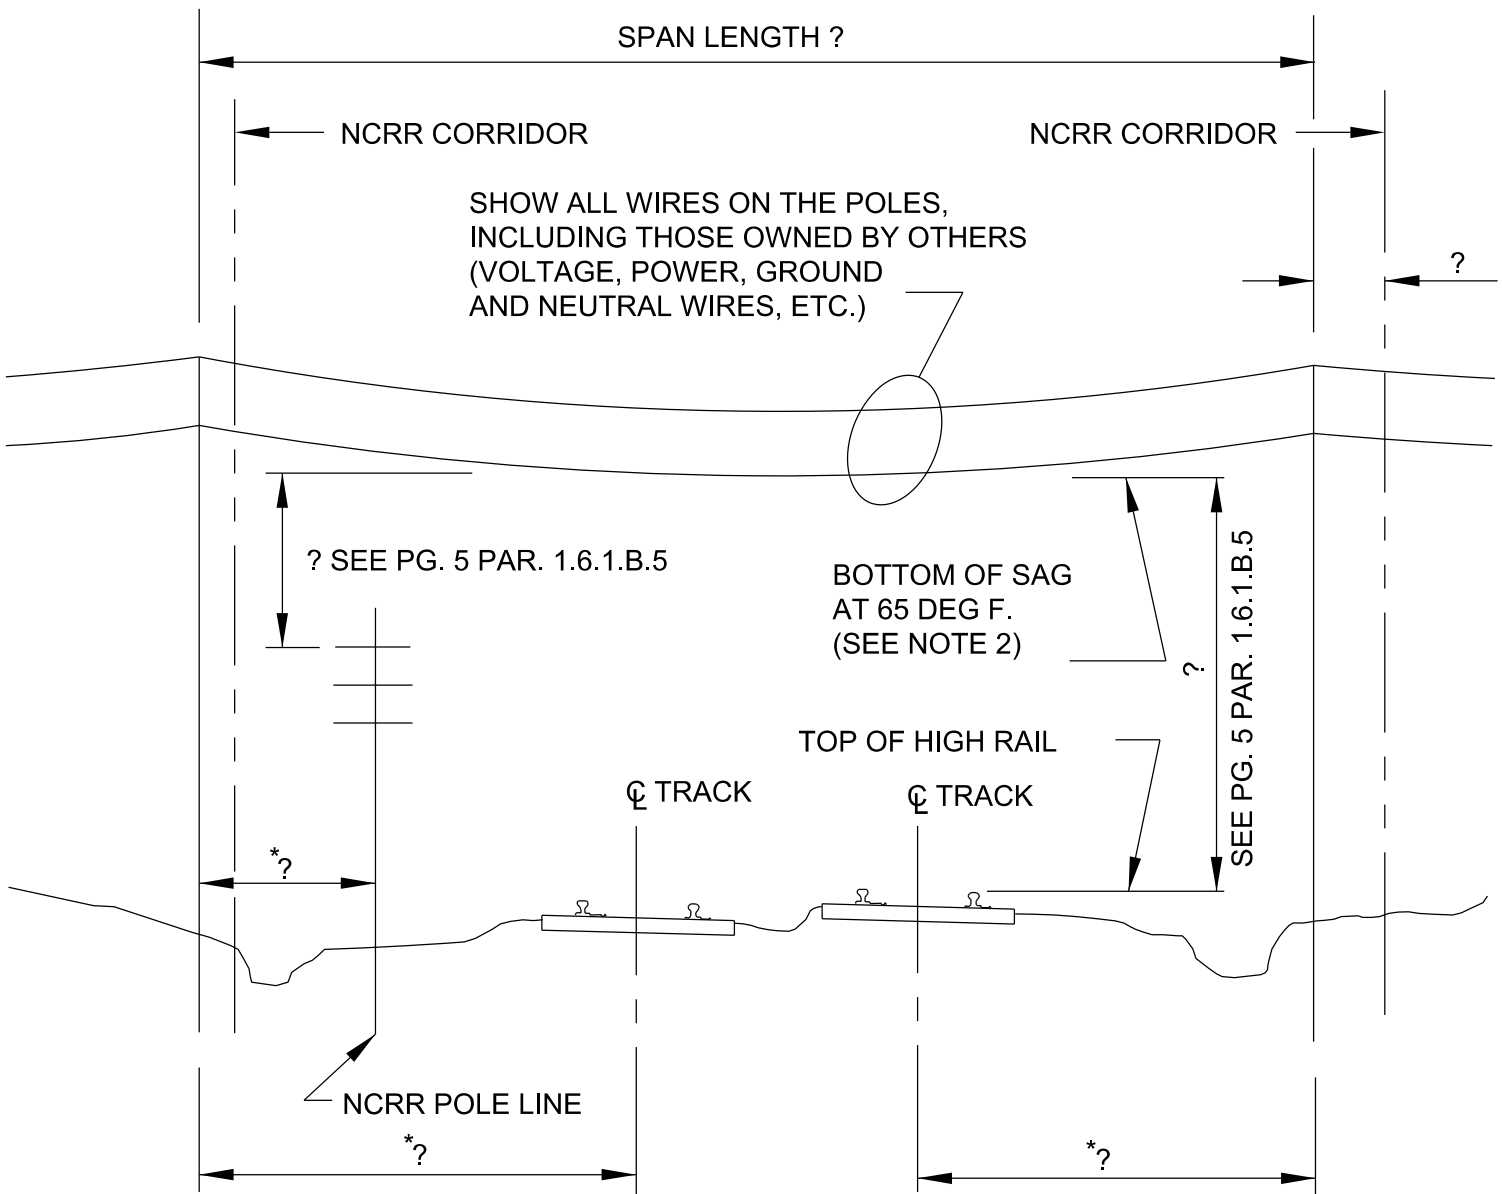 SPAN LENGTH ?
NCRR CORRIDOR
NCRR CORRIDOR
SHOW ALL WIRES ON THE POLES,
INCLUDING THOSE OWNED BY OTHERS
(VOLTAGE, POWER, GROUND
AND NEUTRAL WIRES, ETC.)
?
? SEE PG. 5 PAR. 1.6.1.B.5
BOTTOM OF SAG
AT 65 DEG F.
(SEE NOTE 2)
?
SEE PG. 5 PAR. 1.6.1.B.5
TOP OF HIGH RAIL
℄ TRACK
℄ TRACK
*?
NCRR POLE LINE
*?
*?